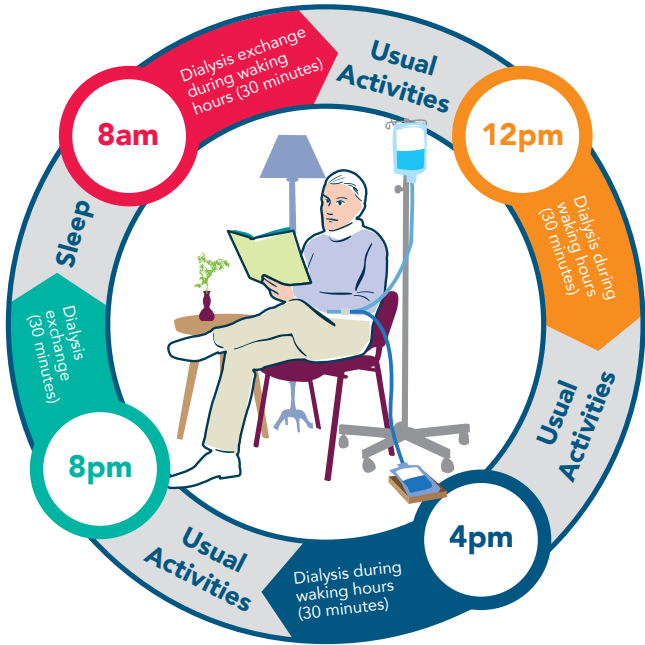 8am
Dialysis exchange
during waking
hours (30 minutes)
Usual
Activities
12pm
Dialysis during
waking hours
(30 minutes)
Usual
Activities
4pm
Dialysis during
waking hours
(30 minutes)
Usual
Activities
8pm
Dialysis
exchange
(30 minutes)
Sleep